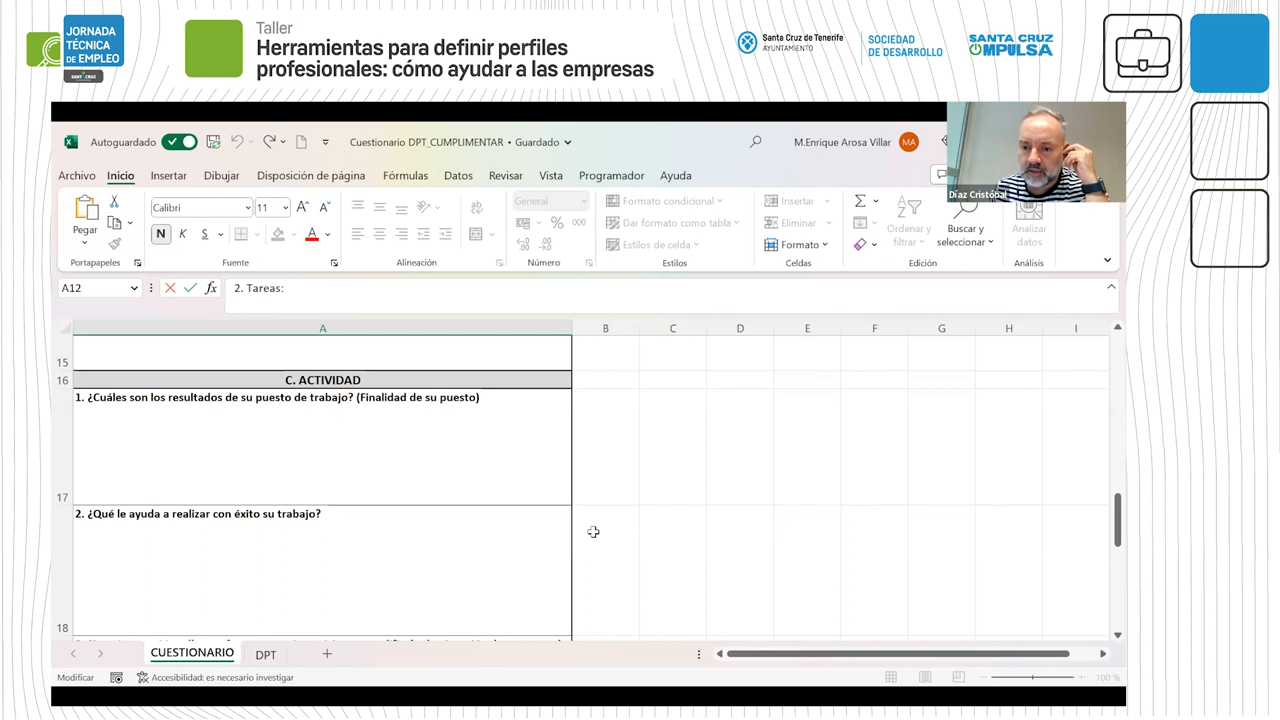 JORNADA
TÉCNICA
DE EMPLEO
Taller
Herramientas para definir perfiles
profesionales: cómo ayudar a las empresas
Santa Cruz de Tenerife
AYUNTAMIENTO
SOCIEDAD
DE DESARROLLO
SANTA CRUZ
MPULSA
Autoguardado
Cuestionario DPT_CUMPLIMENTAR • Guardado
M.Enrique Arosa Villar
MA
Díaz Cristóbal
Archivo Inicio Insertar Dibujar Disposición de página Fórmulas Datos Revisar Vista Programador Ayuda
Pegar
Calibri 11
N K S
General
% 000
Formato condicional
Dar formato como tabla
Estilos de celda
Insertar
Eliminar
Formato
Ordenar y
filtrar
Buscar y
seleccionar
Analizar
datos
Portapapeles Fuente Alineación Número Estilos Celdas Edición Análisis
A12 fx 2. Tareas:
A B C D E F G H I
15
16 C. ACTIVIDAD
1. ¿Cuáles son los resultados de su puesto de trabajo? (Finalidad de su puesto)
17
2. ¿Qué le ayuda a realizar con éxito su trabajo?
18
CUESTIONARIO DPT
Modificar Accesibilidad: es necesario investigar 100 %